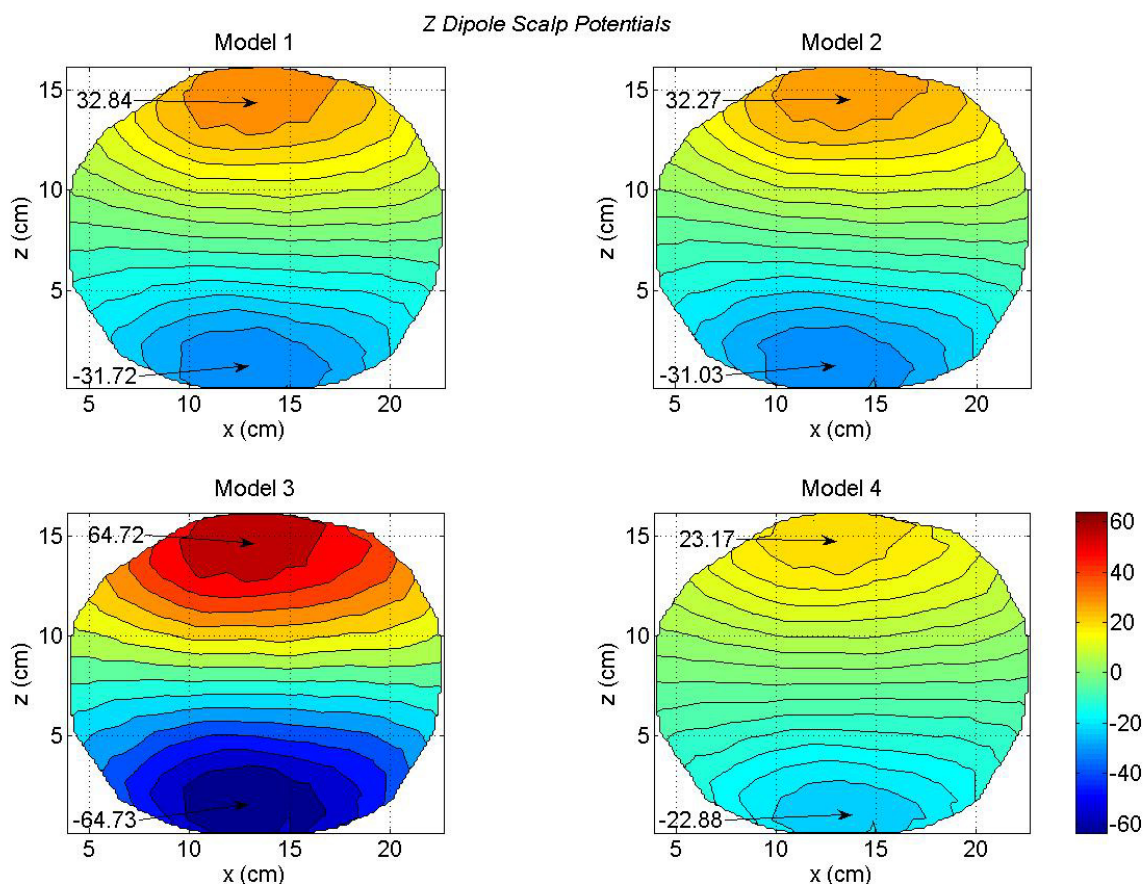 Z Dipole Scalp Potentials
Model 1
Model 2
15
10
5
32.84
-31.72
z (cm)
5 10 15 20
x (cm)
15
10
5
32.27
-31.03
z (cm)
5 10 15 20
x (cm)
Model 3
Model 4
15
10
5
64.72
-64.73
z (cm)
5 10 15 20
x (cm)
15
10
5
23.17
-22.88
z (cm)
5 10 15 20
x (cm)
60
40
20
0
-20
-40
-60